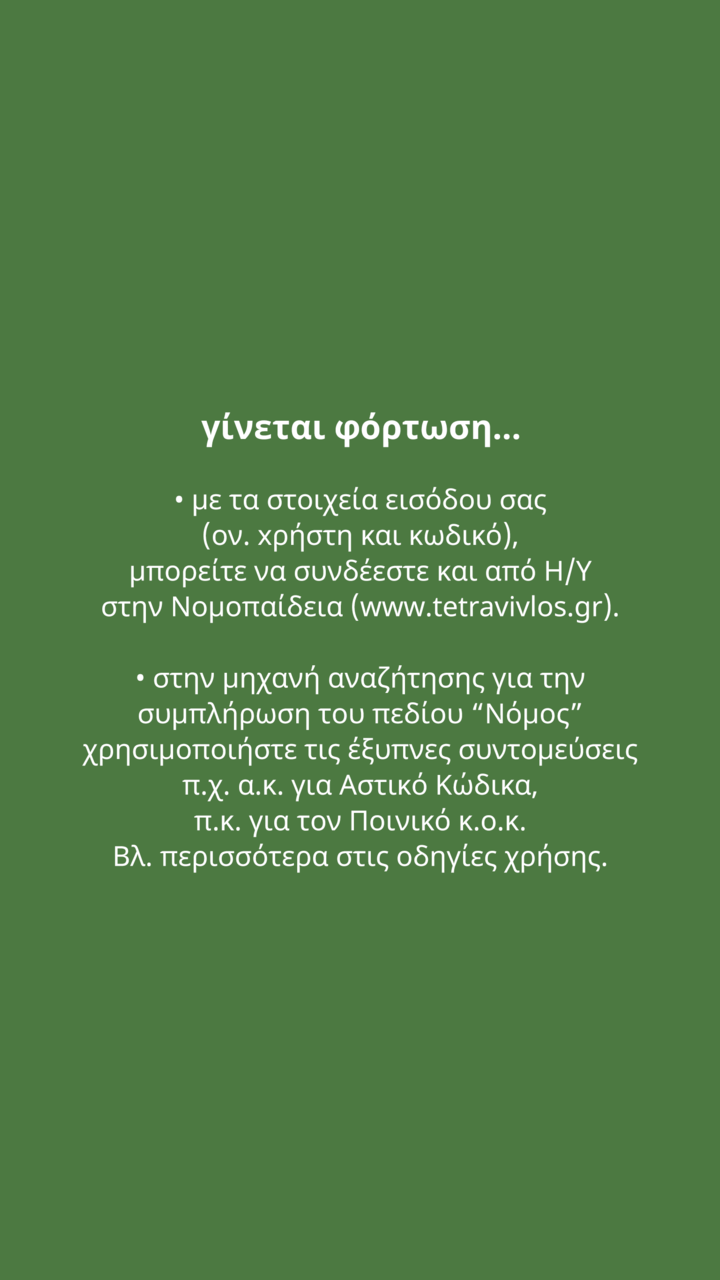 γίνεται φόρτωση...
• με τα στοιχεία εισόδου σας
(ον. χρήστη και κωδικό),
μπορείτε να συνδέεστε και από Η/Υ
στην Νομοπαίδεια (www.tetravivlos.gr).
• στην μηχανή αναζήτησης για την
συμπλήρωση του πεδίου “Νόμος”
χρησιμοποιήστε τις έξυπνες συντομεύσεις
π.χ. α.κ. για Αστικό Κώδικα,
π.κ. για τον Ποινικό κ.ο.κ.
Βλ. περισσότερα στις οδηγίες χρήσης.